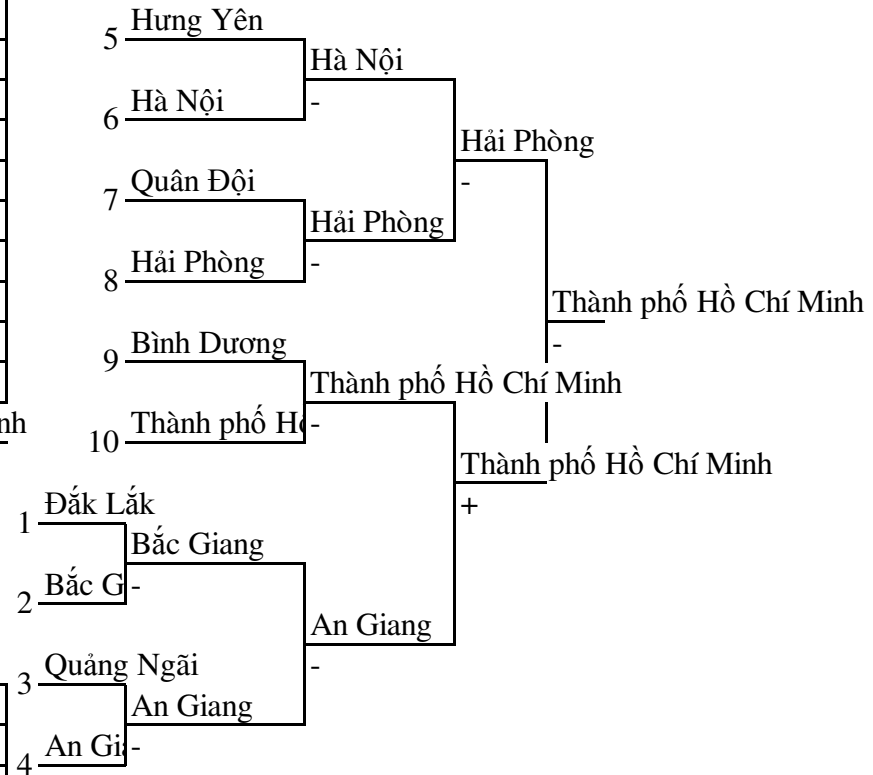 5 Hưng Yên
Hà Nội
6 Hà Nội -
Hải Phòng
-
7 Quân Đội
Hải Phòng
8 Hải Phòng -
Thành phố Hồ Chí Minh
-
9 Bình Dương
Thành phố Hồ Chí Minh
nh 10 Thành phố -
Thành phố Hồ Chí Minh
+
1 Đắk Lắk
Bắc Giang
2 Bắc G -
An Giang
-
3 Quảng Ngãi
An Giang
4 An Gi -